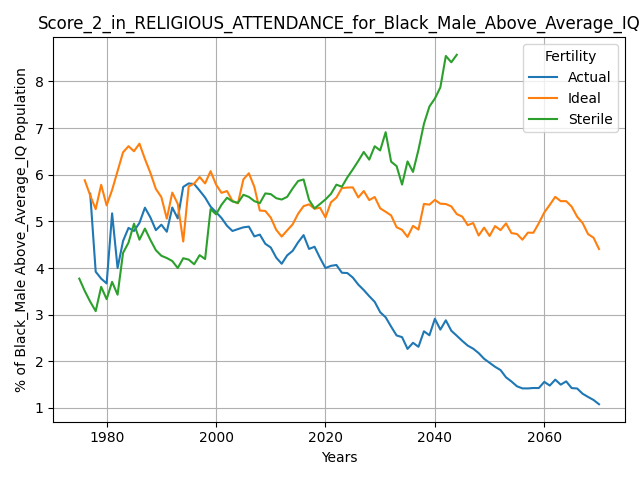 Score_2_in_RELIGIOUS_ATTENDANCE_for_Black_Male_Above_Average_IQ
Fertility
Actual
Ideal
Sterile
% of Black_Male Above_Average_IQ Population
8
7
6
5
4
3
2
1
1980 2000 2020 2040 2060
Years